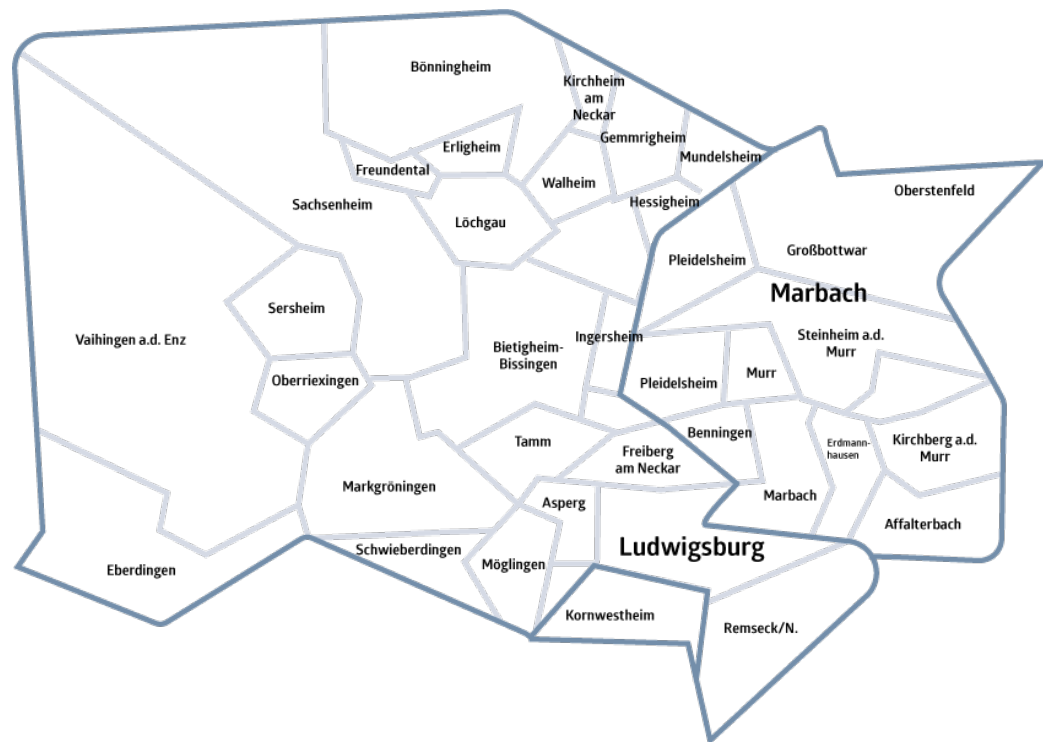 Bönningheim
Kirchheim
am
Neckar
Gemmrigheim
Erligheim
Mundelsheim
Freundental
Walheim
Oberstenfeld
Sachsenheim
Hessigheim
Löchgau
Großbottwar
Pleidelsheim
Marbach
Sersheim
Vaihingen a.d. Enz
Bietigheim-
Bissingen
Ingersheim
Steinheim a.d.
Murr
Oberriexingen
Pleidelsheim
Murr
Tamm
Benningen
Freiberg
am Neckar
Erdmann-
hausen
Kirchberg a.d.
Murr
Markgröningen
Asperg
Marbach
Affalterbach
Schwieberdingen
Ludwigsburg
Möglingen
Eberdingen
Kornwestheim
Remseck/N.